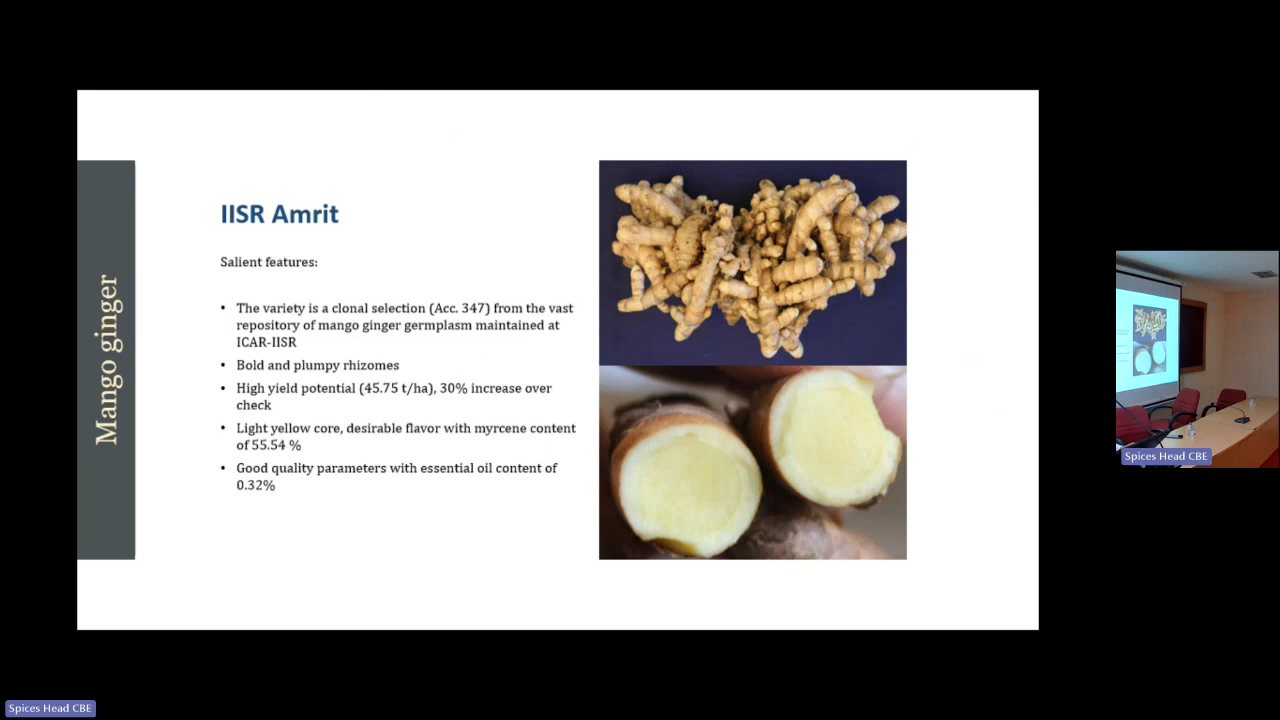 Mango ginger
IISR Amrit
Salient features:
• The variety is a clonal selection (Acc. 347) from the vast
repository of mango ginger germplasm maintained at
ICAR-IISR
• Bold and plumpy rhizomes
• High yield potential (45.75 t/ha), 30% increase over
check
• Light yellow core, desirable flavor with myrcene content
of 55.54 %
• Good quality parameters with essential oil content of
0.32%
Spices Head CBE
Spices Head CBE